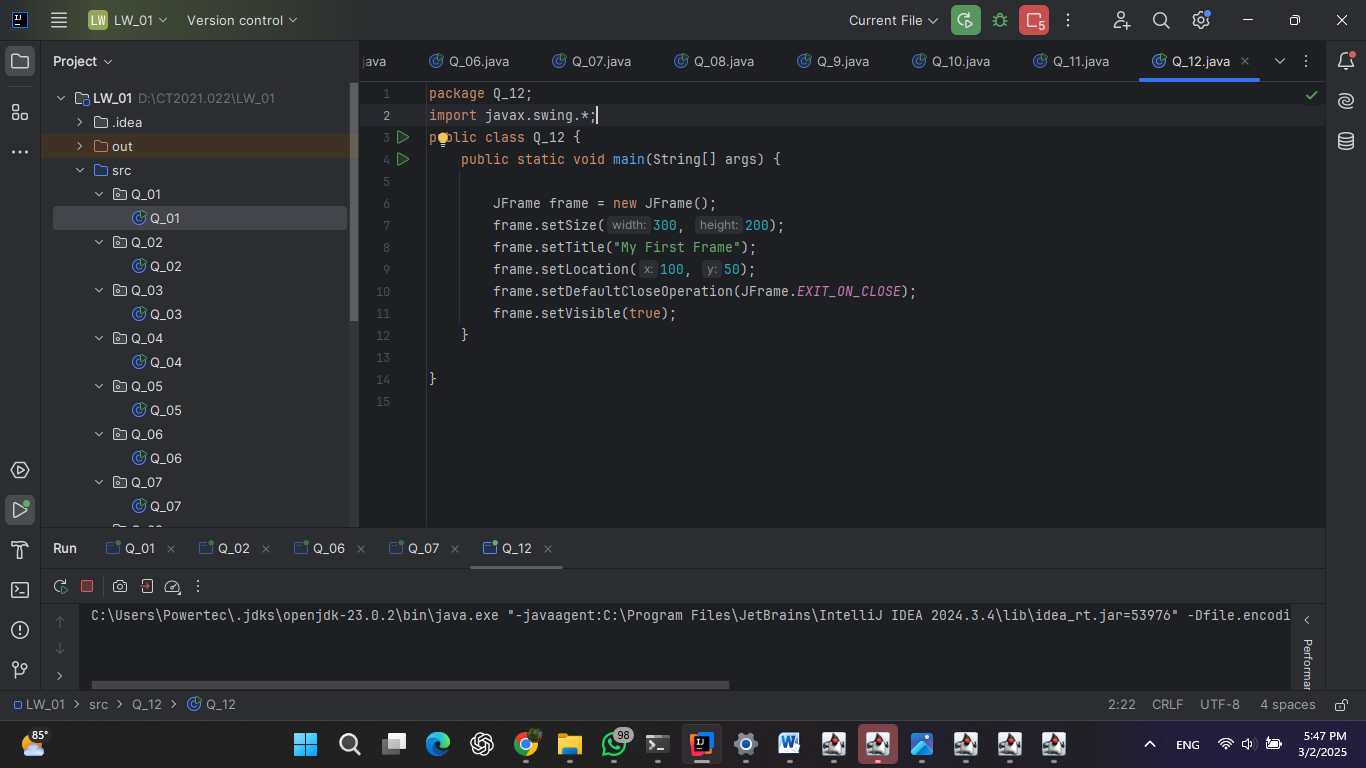 LW LW_01 Version control Current File 5
Project
java Q_06.java Q_07.java Q_08.java Q_9.java Q_10.java Q_11.java Q_12.java
LW_01 D:\CT2021.022\LW_01
.idea
out
src
Q_01
Q_01
Q_02
Q_02
Q_03
Q_03
Q_04
Q_04
Q_05
Q_05
Q_06
Q_06
Q_07
Q_07
1 package Q_12;
2 import javax.swing.*;
3 public class Q_12 {
4 public static void main(String[] args) {
5
6 JFrame frame = new JFrame();
7 frame.setSize( width: 300, height: 200);
8 frame.setTitle("My First Frame");
9 frame.setLocation( x: 100, y: 50);
10 frame.setDefaultCloseOperation(JFrame.EXIT_ON_CLOSE);
11 frame.setVisible(true);
12 }
13
14 }
15
Run Q_01 Q_02 Q_06 Q_07 Q_12
C:\Users\Powertec\.jdks\openjdk-23.0.2\bin\java.exe "-javaagent:C:\Program Files\JetBrains\IntelliJ IDEA 2024.3.4\lib\idea_rt.jar=53976" -Dfile.encodi
Performan
LW_01 > src > Q_12 > Q_12 2:22 CRLF UTF-8 4 spaces
85° 98 ENG 5:47 PM
3/2/2025